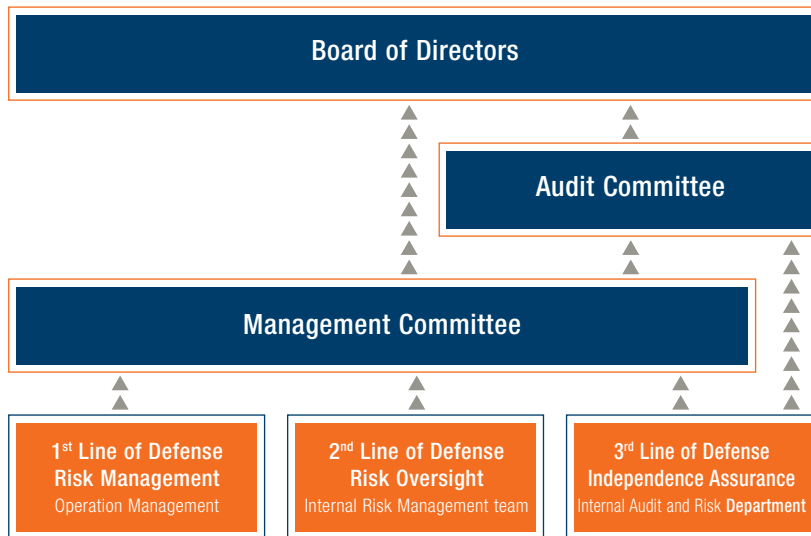 Board of Directors
Audit Committee
Management Committee
1st Line of Defense
Risk Management
Operation Management
2nd Line of Defense
Risk Oversight
Internal Risk Management team
3rd Line of Defense
Independence Assurance
Internal Audit and Risk Department